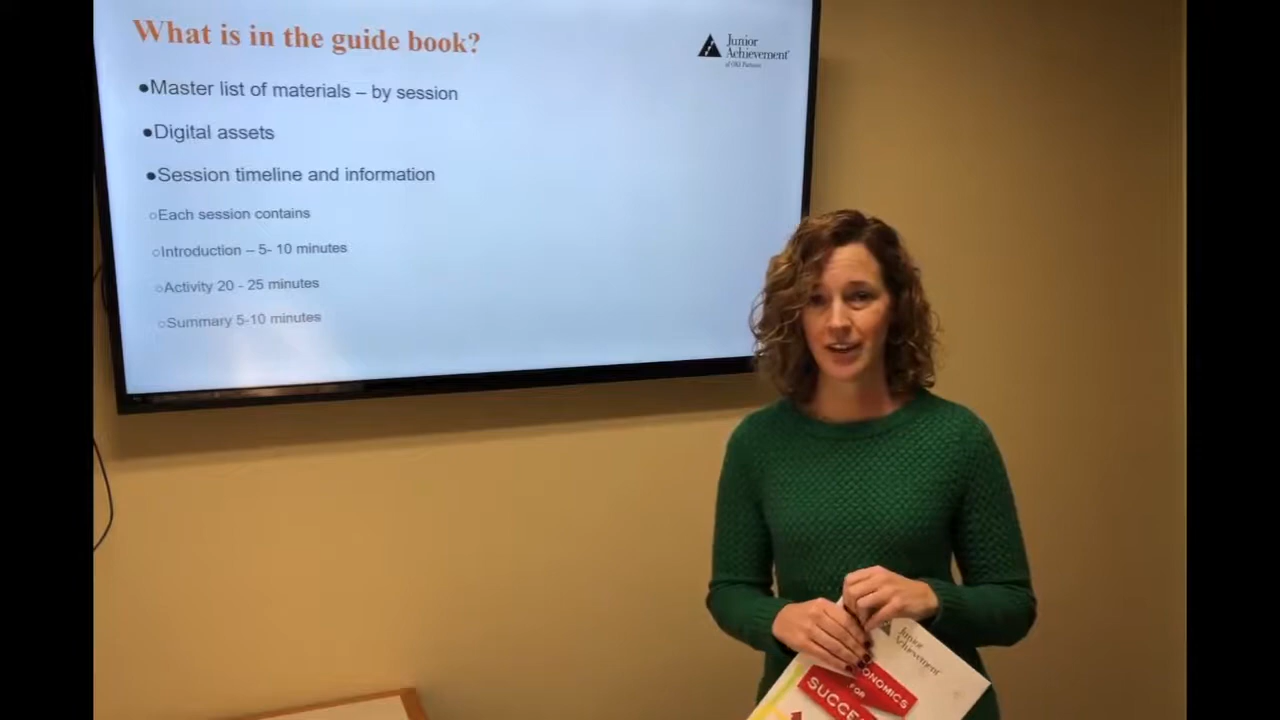 What is in the guide book?
Junior
Achievement®
●Master list of materials – by session
●Digital assets
●Session timeline and information
○Each session contains
○Introduction – 5- 10 minutes
○Activity 20 - 25 minutes
○Summary 5-10 minutes
Junior
Achievement
FOR